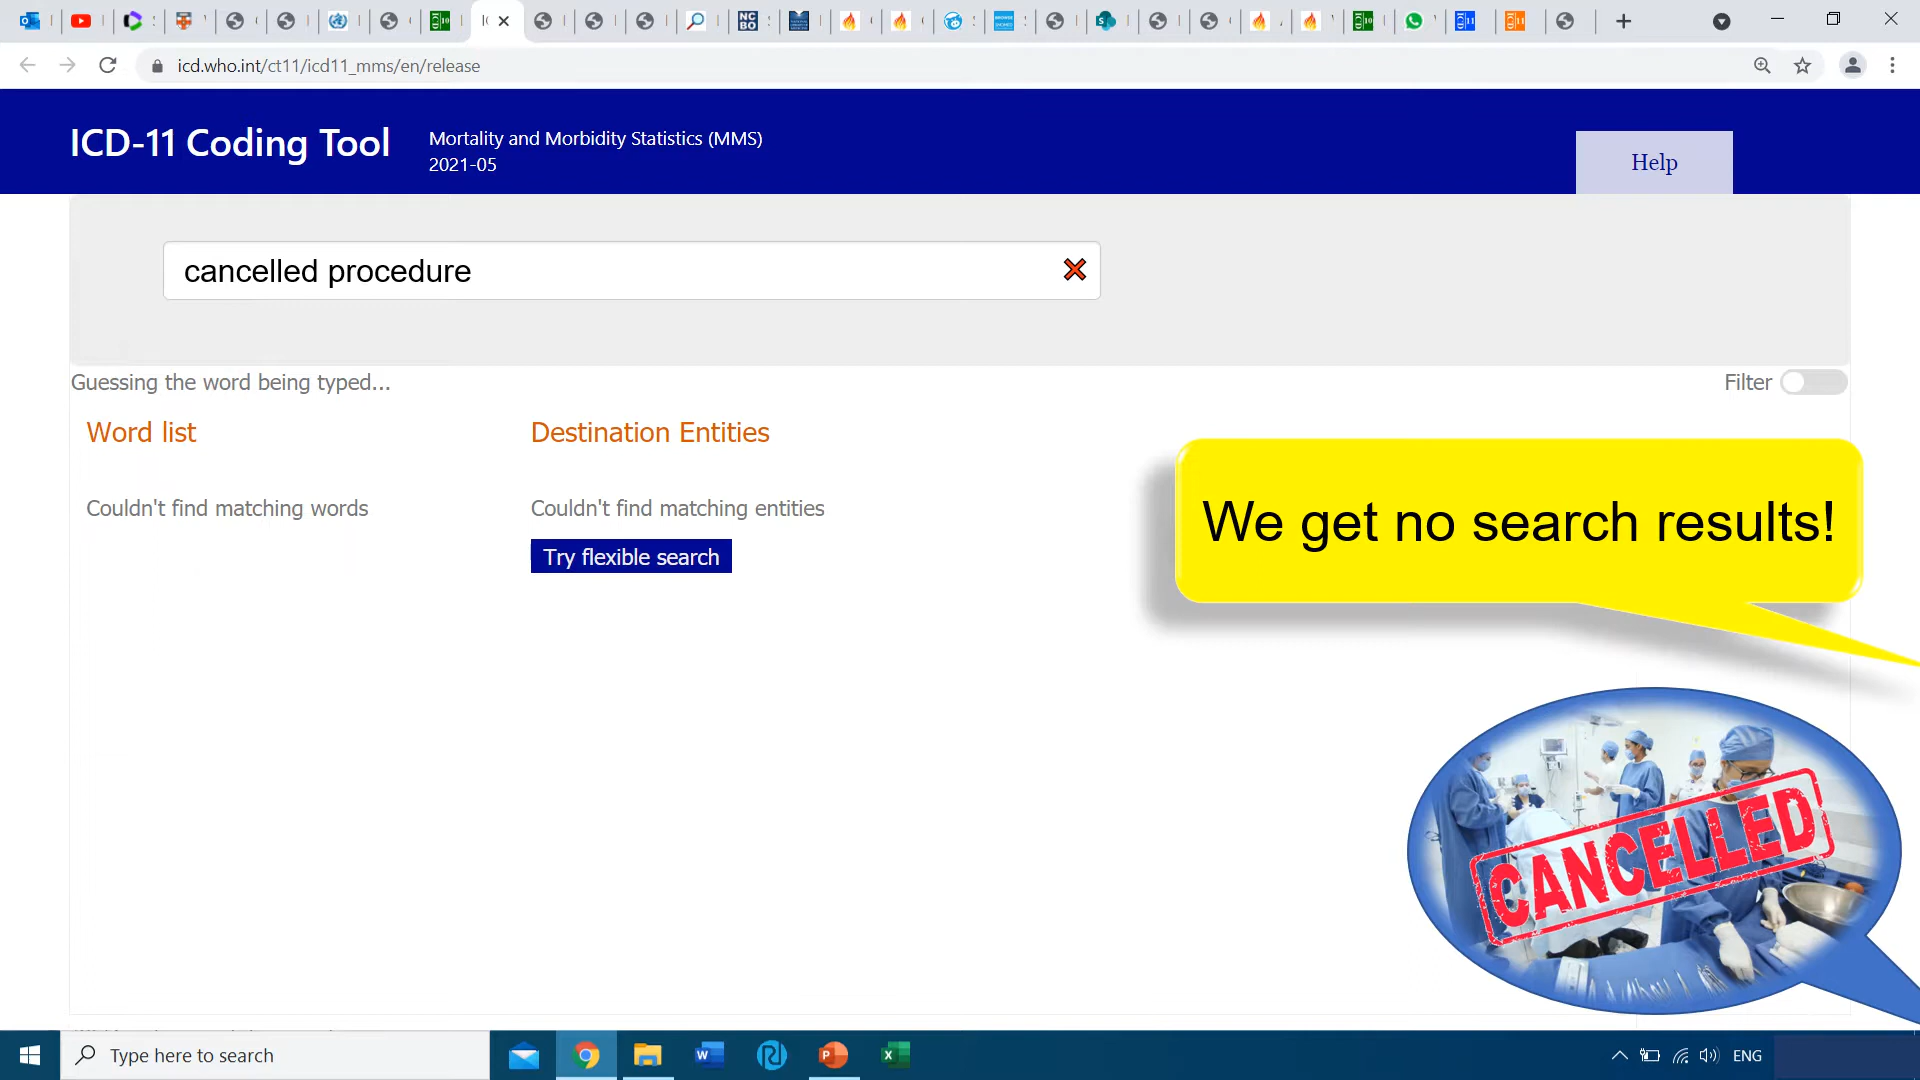 icd.who.int/ct11/icd11_mms/en/release
ICD-11 Coding Tool
Mortality and Morbidity Statistics (MMS)
2021-05
Help
cancelled procedure
Guessing the word being typed...
Filter
Word list
Destination Entities
Couldn't find matching words
Couldn't find matching entities
Try flexible search
We get no search results!
CANCELLED
Type here to search
ENG